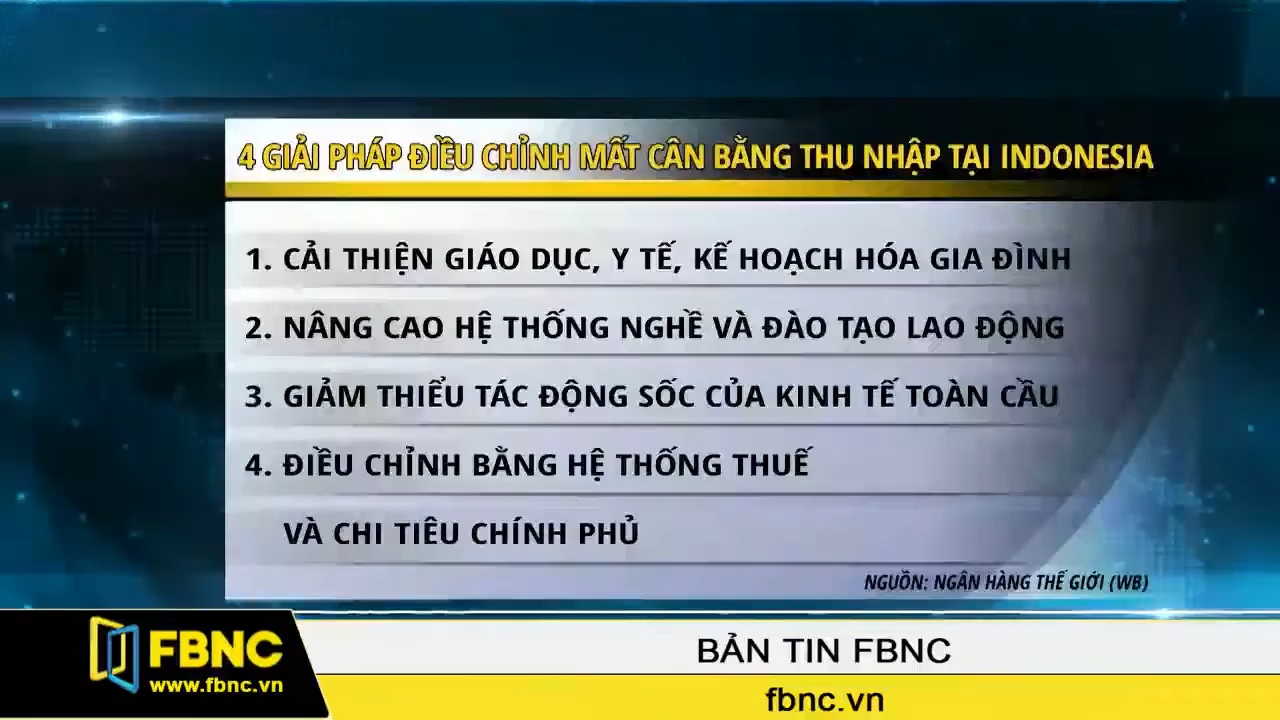 4 GIẢI PHÁP ĐIỀU CHỈNH MẤT CÂN BẰNG THU NHẬP TẠI INDONESIA
1. CẢI THIỆN GIÁO DỤC, Y TẾ, KẾ HOẠCH HÓA GIA ĐÌNH
2. NÂNG CAO HỆ THỐNG NGHỀ VÀ ĐÀO TẠO LAO ĐỘNG
3. GIẢM THIỂU TÁC ĐỘNG SỐC CỦA KINH TẾ TOÀN CẦU
4. ĐIỀU CHỈNH BẰNG HỆ THỐNG THUẾ
VÀ CHI TIÊU CHÍNH PHỦ
NGUỒN: NGÂN HÀNG THẾ GIỚI (WB)
FBNC
www.fbnc.vn
BẢN TIN FBNC
fbnc.vn